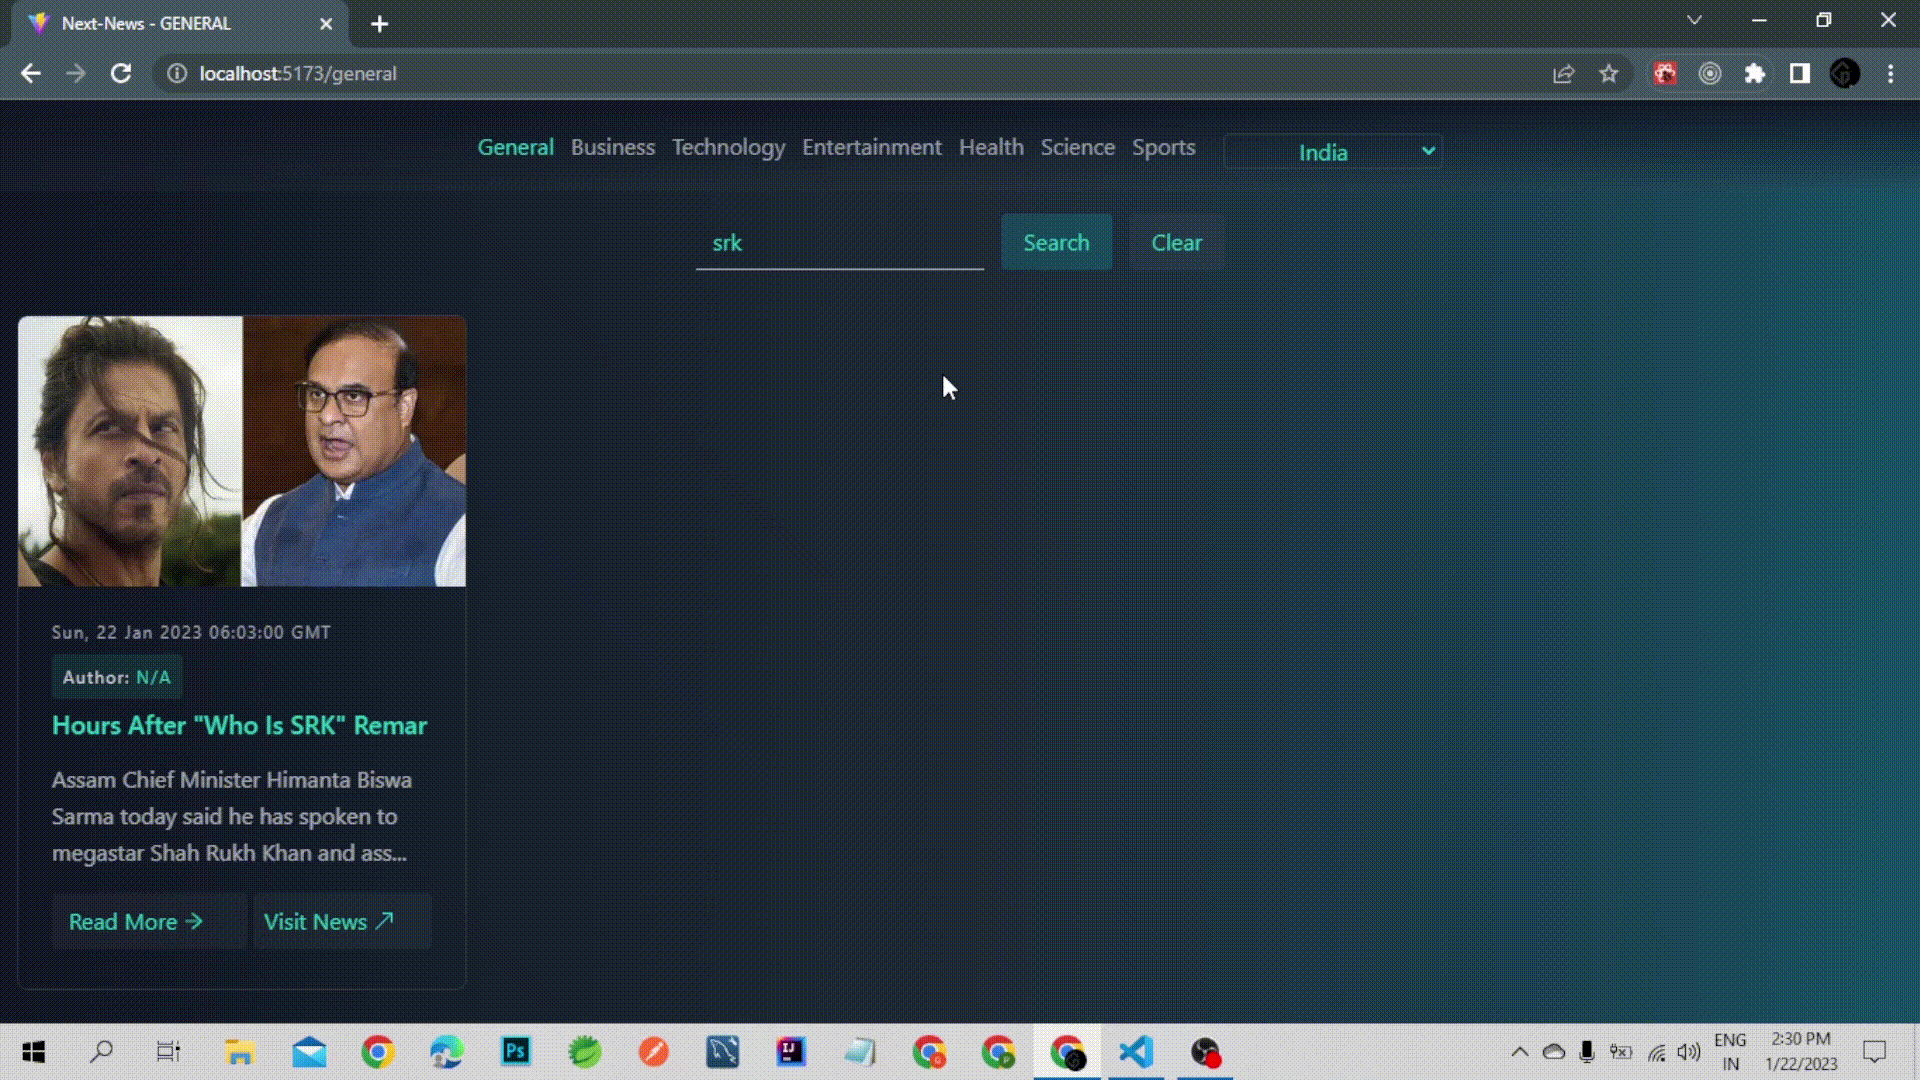 Next-News - GENERAL
localhost:5173/general
General Business Technology Entertainment Health Science Sports India
srk Search Clear
Sun, 22 Jan 2023 06:03:00 GMT
Author: N/A
Hours After "Who Is SRK" Remar
Assam Chief Minister Himanta Biswa
Sarma today said he has spoken to
megastar Shah Rukh Khan and ass...
Read More → Visit News ↗
Ps
IJ
ENG
IN
2:30 PM
1/22/2023